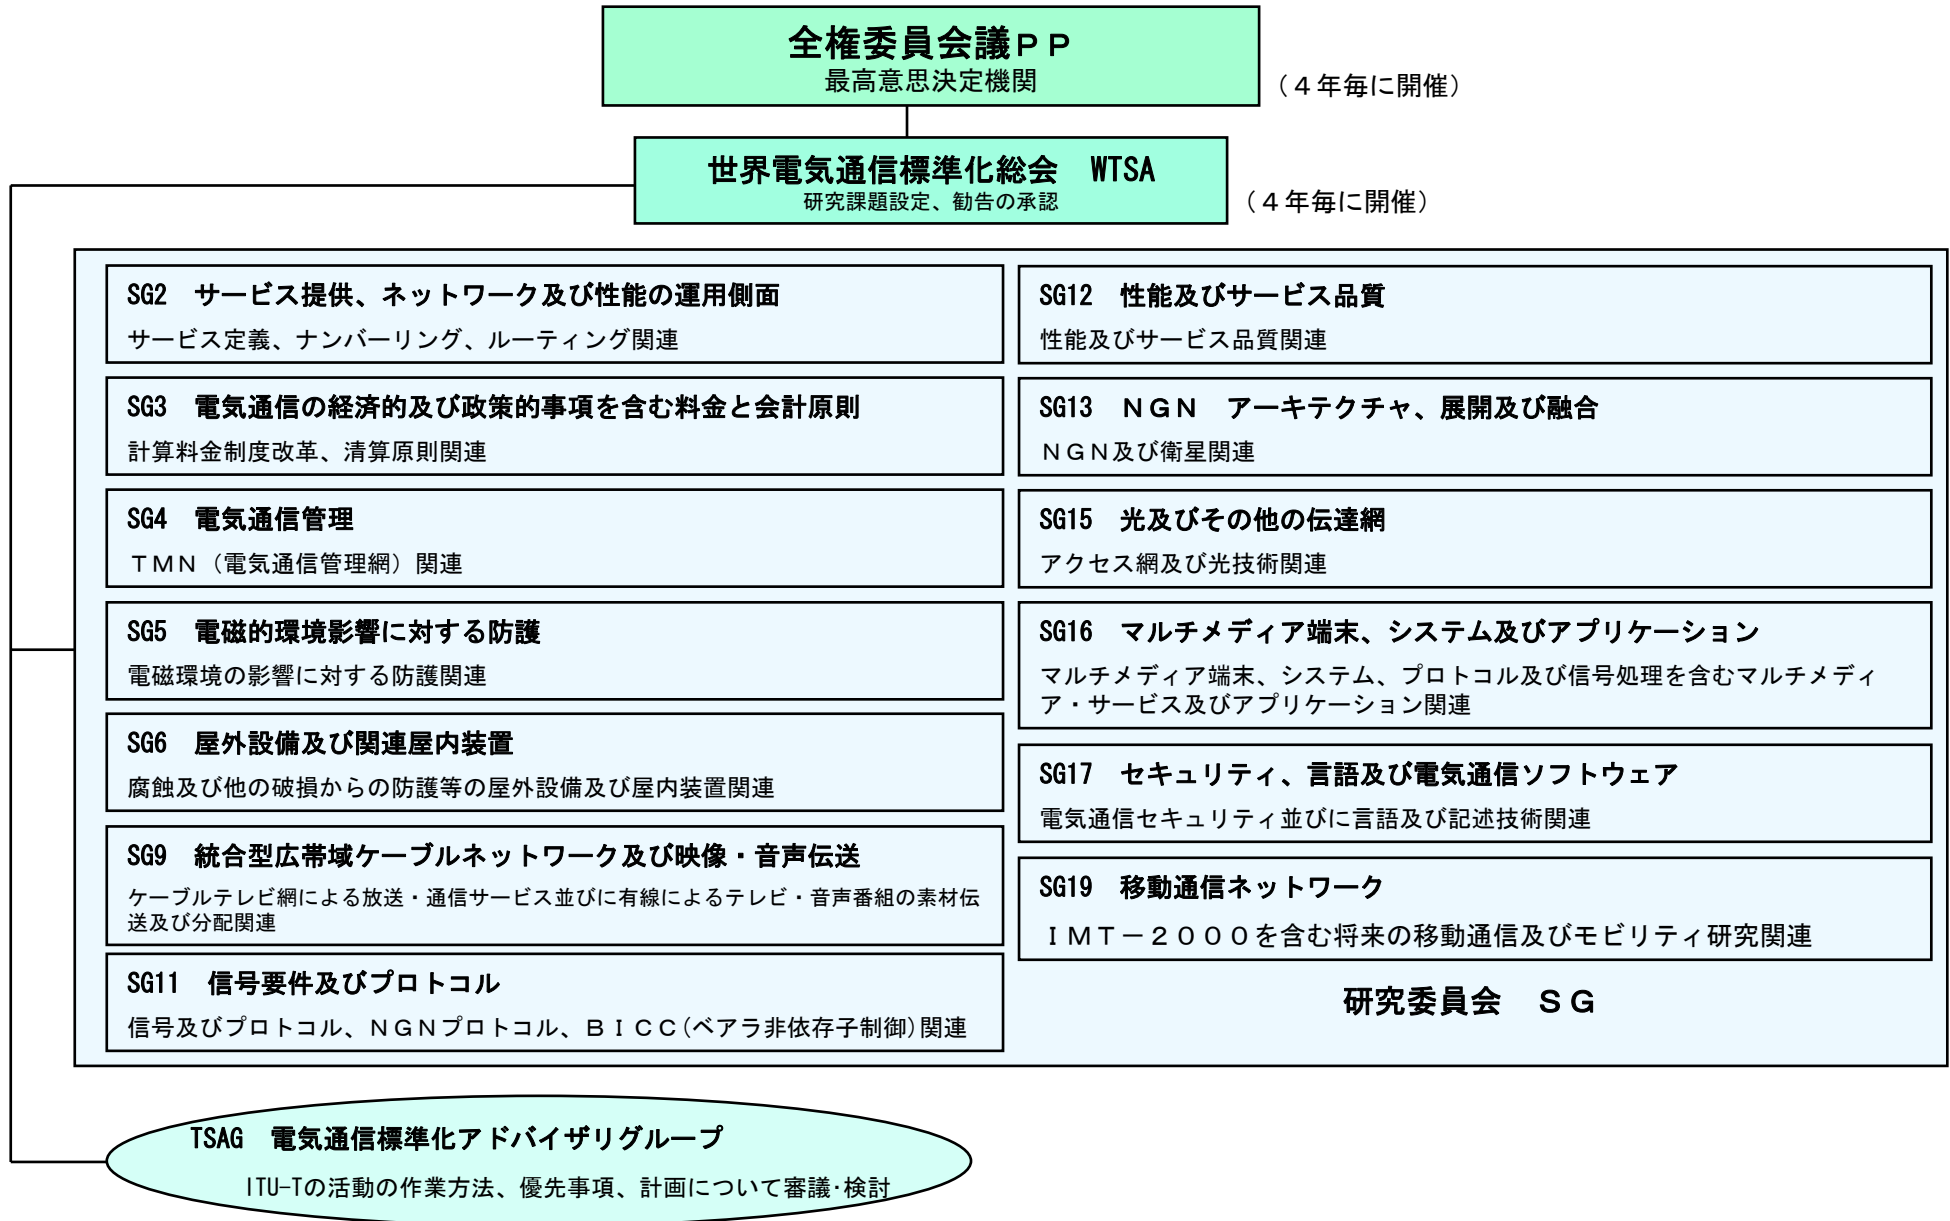 全権委員会議ＰＰ
最高意思決定機関
（４年毎に開催）
世界電気通信標準化総会　WTSA
研究課題設定、勧告の承認
（４年毎に開催）
SG2　サービス提供、ネットワーク及び性能の運用側面
サービス定義、ナンバーリング、ルーティング関連
SG3　電気通信の経済的及び政策的事項を含む料金と会計原則
計算料金制度改革、清算原則関連
SG4　電気通信管理
ＴＭＮ（電気通信管理網）関連
SG5　電磁的環境影響に対する防護
電磁環境の影響に対する防護関連
SG6　屋外設備及び関連屋内装置
腐蝕及び他の破損からの防護等の屋外設備及び屋内装置関連
SG9　統合型広帯域ケーブルネットワーク及び映像・音声伝送
ケーブルテレビ網による放送・通信サービス並びに有線によるテレビ・音声番組の素材伝
送及び分配関連
SG11　信号要件及びプロトコル
信号及びプロトコル、ＮＧＮプロトコル、ＢＩＣＣ(ベアラ非依存子制御)関連
SG12　性能及びサービス品質
性能及びサービス品質関連
SG13　ＮＧＮ　アーキテクチャ、展開及び融合
ＮＧＮ及び衛星関連
SG15　光及びその他の伝達網
アクセス網及び光技術関連
SG16　マルチメディア端末、システム及びアプリケーション
マルチメディア端末、システム、プロトコル及び信号処理を含むマルチメディ
ア・サービス及びアプリケーション関連
SG17　セキュリティ、言語及び電気通信ソフトウェア
電気通信セキュリティ並びに言語及び記述技術関連
SG19　移動通信ネットワーク
ＩＭＴ－２０００を含む将来の移動通信及びモビリティ研究関連
研究委員会　ＳＧ
TSAG　電気通信標準化アドバイザリグループ
ITU-Tの活動の作業方法、優先事項、計画について審議･検討